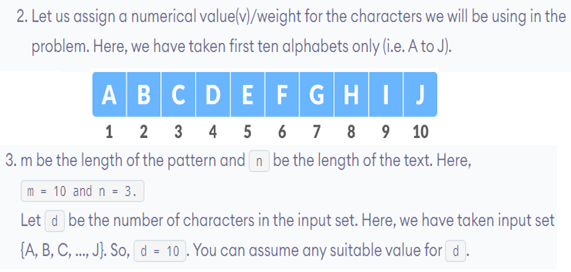 2. Let us assign a numerical value(v)/weight for the characters we will be using in the
problem. Here, we have taken first ten alphabets only (i.e. A to J).
A B C D E F G H I J
1 2 3 4 5 6 7 8 9 10
3. m be the length of the pattern and n be the length of the text. Here,
m = 10 and n = 3.
Let d be the number of characters in the input set. Here, we have taken input set
{A, B, C, ..., J}. So, d = 10 . You can assume any suitable value for d .